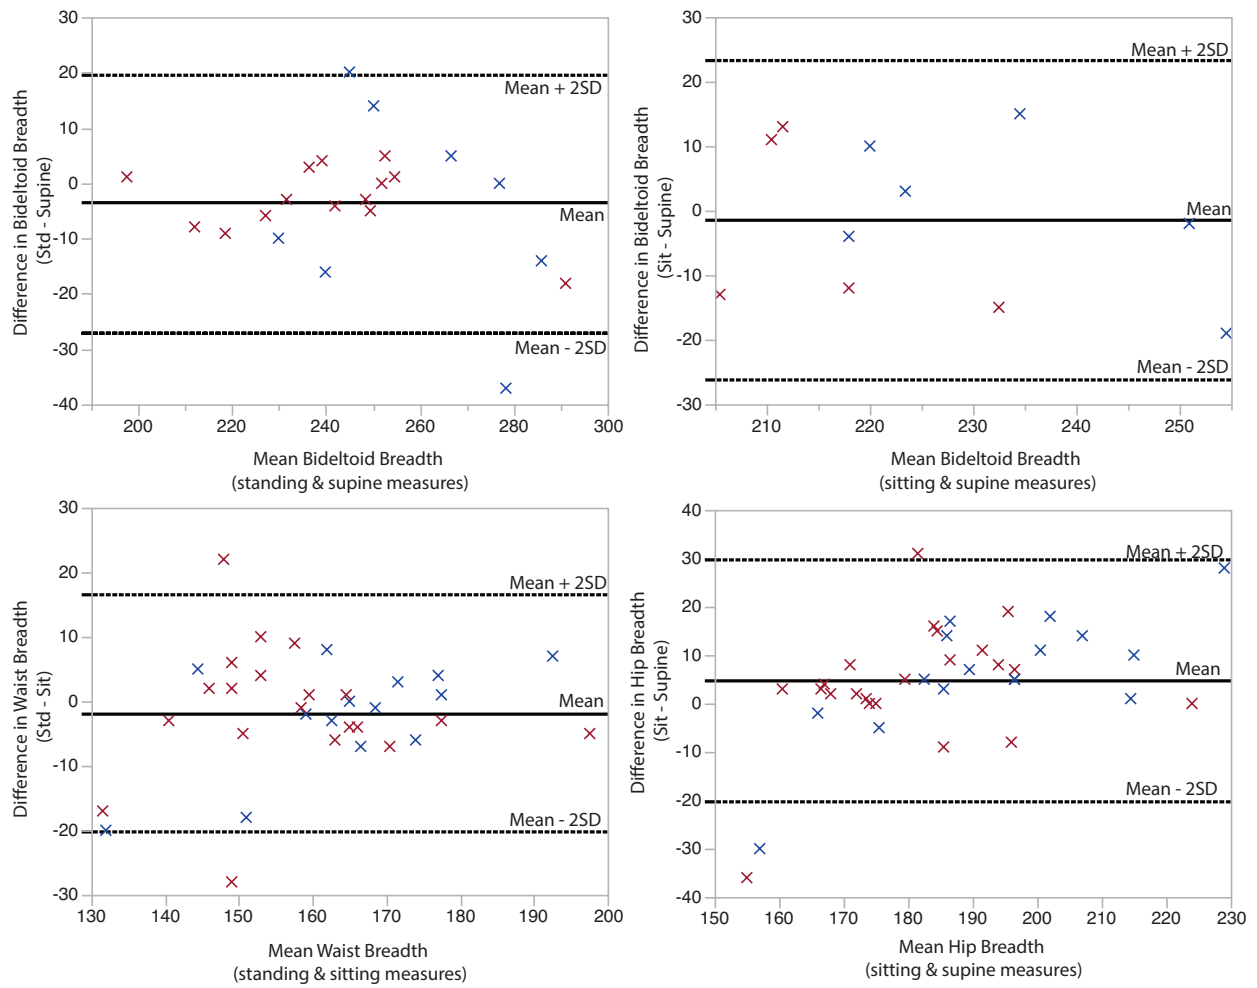 30
20
10
0
-10
-20
-30
-40
Difference in Bideltoid Breadth
(Std - Supine)
Mean + 2SD
Mean
Mean - 2SD
200
220
240
260
280
300
Mean Bideltoid Breadth
(standing & supine measures)
30
20
10
0
-10
-20
-30
Difference in Bideltoid Breadth
(Sit - Supine)
Mean + 2SD
Mean
Mean - 2SD
210
220
230
240
250
Mean Bideltoid Breadth
(sitting & supine measures)
30
20
10
0
-10
-20
-30
Difference in Waist Breadth
(Std - Sit)
Mean + 2SD
Mean
Mean - 2SD
130
140
150
160
170
180
190
200
Mean Waist Breadth
(standing & sitting measures)
40
30
20
10
0
-10
-20
-30
-40
Difference in Hip Breadth
(Sit - Supine)
Mean + 2SD
Mean
Mean - 2SD
150
160
170
180
190
200
210
220
230
Mean Hip Breadth
(sitting & supine measures)